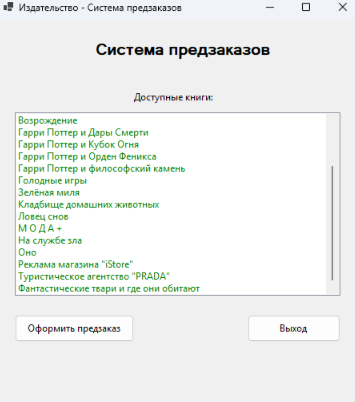 Издательство - Система предзаказов
Система предзаказов
Доступные книги:
Возрождение
Гарри Поттер и Дары Смерти
Гарри Поттер и Кубок Огня
Гарри Поттер и Орден Феникса
Гарри Поттер и философский камень
Голодные игры
Зелёная миля
Кладбище домашних животных
Ловец снов
М О Д А +
На службе зла
Оно
Реклама магазина "iStore"
Туристическое агентство "PRADA"
Фантастические твари и где они обитают
Оформить предзаказ
Выход